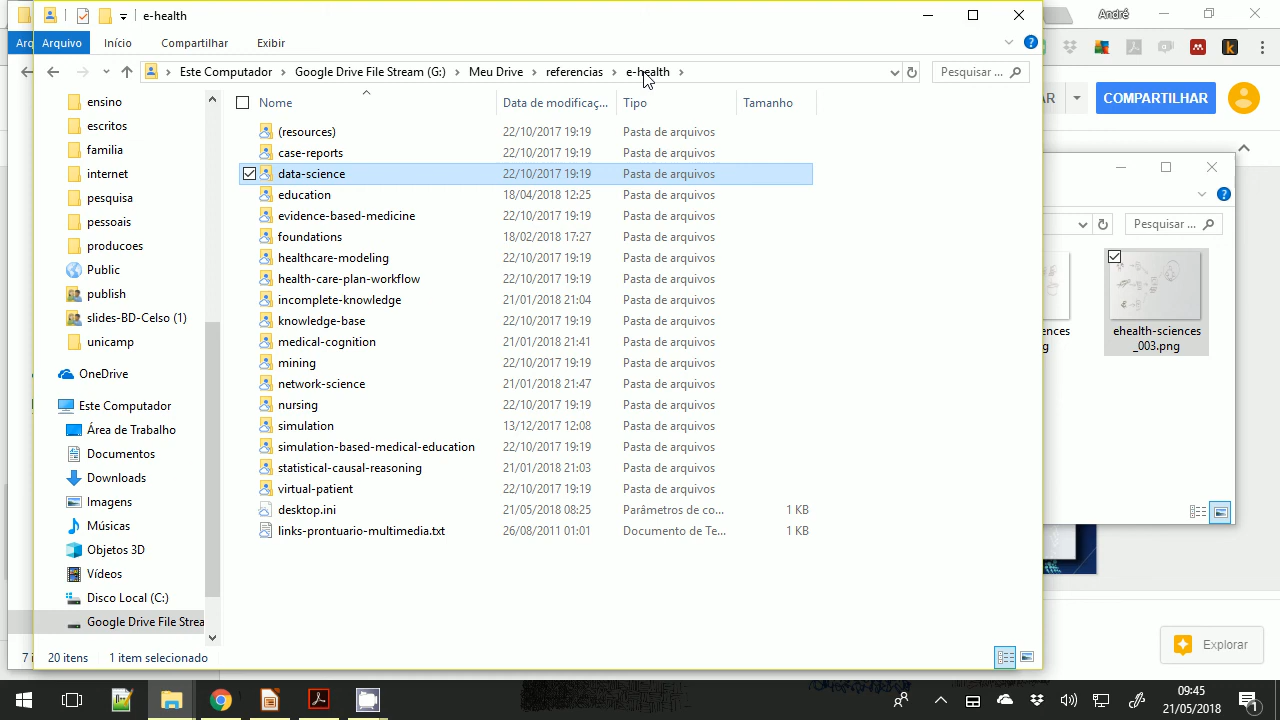 e-health
André
Arq
Arquivo
Início
Compartilhar
Exibir
Este Computador
Google Drive File Stream (G:)
Meu Drive
referencias
e-health
Pesquisar ...
AR
COMPARTILHAR
Nome
Data de modificaç...
Tipo
Tamanho
ensino
escritos
familia
internet
pesquisa
pessoais
producoes
Public
publish
slides-BD-Celso (1)
unicamp
OneDrive
Este Computador
Área de Trabalho
Documentos
Downloads
Imagens
Músicas
Objetos 3D
Vídeos
Disco Local (C:)
Google Drive File Strea
(resources) 22/10/2017 19:19 Pasta de arquivos
case-reports 22/10/2017 19:19 Pasta de arquivos
data-science 22/10/2017 19:19 Pasta de arquivos
education 18/04/2018 12:25 Pasta de arquivos
evidence-based-medicine 22/10/2017 19:19 Pasta de arquivos
foundations 18/02/2018 17:27 Pasta de arquivos
healthcare-modeling 22/10/2017 19:19 Pasta de arquivos
health-care-plan-workflow 22/10/2017 19:19 Pasta de arquivos
incomplete-knowledge 21/01/2018 21:04 Pasta de arquivos
knowledge-base 22/10/2017 19:19 Pasta de arquivos
medical-cognition 21/01/2018 21:41 Pasta de arquivos
mining 22/10/2017 19:19 Pasta de arquivos
network-science 21/01/2018 21:47 Pasta de arquivos
nursing 22/10/2017 19:19 Pasta de arquivos
simulation 13/12/2017 12:08 Pasta de arquivos
simulation-based-medical-education 22/10/2017 19:19 Pasta de arquivos
statistical-causal-reasoning 21/01/2018 21:03 Pasta de arquivos
virtual-patient 22/10/2017 19:19 Pasta de arquivos
desktop.ini 21/05/2018 08:25 Parâmetros de co... 1 KB
links-prontuario-multimedia.txt 26/08/2011 01:01 Documento de Te... 1 KB
Pesquisar ...
ences
g
ehealth-sciences
_003.png
7 i
20 itens
1 item selecionado
Explorar
09:45
21/05/2018
1